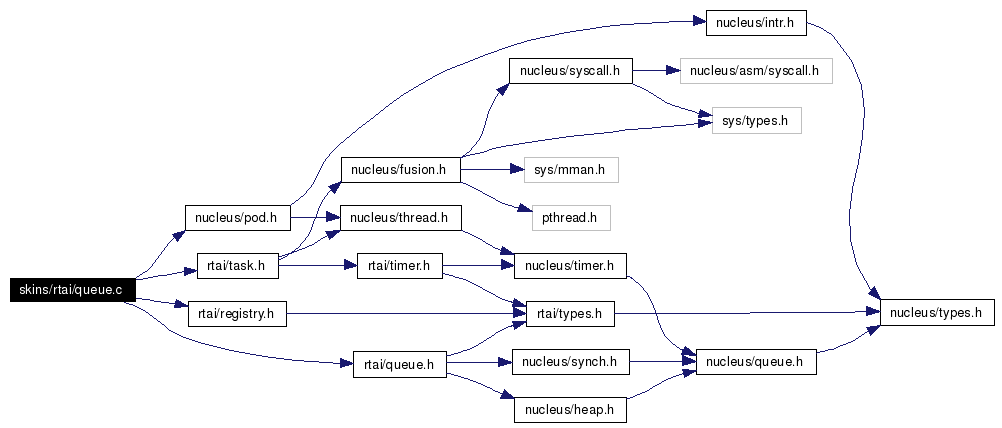 nucleus/intr.h
nucleus/syscall.h
nucleus/asm/syscall.h
sys/types.h
nucleus/fusion.h
sys/mman.h
nucleus/pod.h
nucleus/thread.h
pthread.h
rtai/task.h
rtai/timer.h
nucleus/timer.h
skins/rtai/queue.c
rtai/registry.h
rtai/types.h
nucleus/types.h
rtai/queue.h
nucleus/synch.h
nucleus/queue.h
nucleus/heap.h